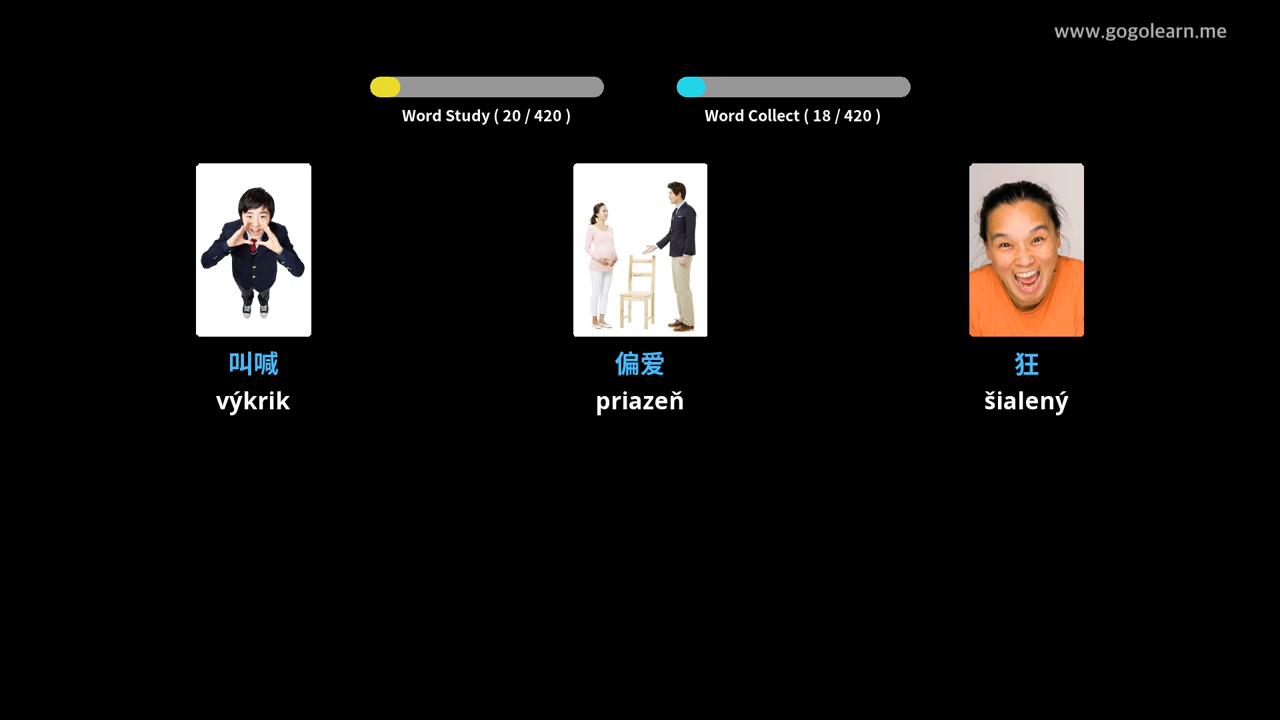 www.gogolearn.me
Word Study ( 20 / 420 )
Word Collect ( 18 / 420 )
叫喊
výkrik
偏爱
priazeň
狂
šialený